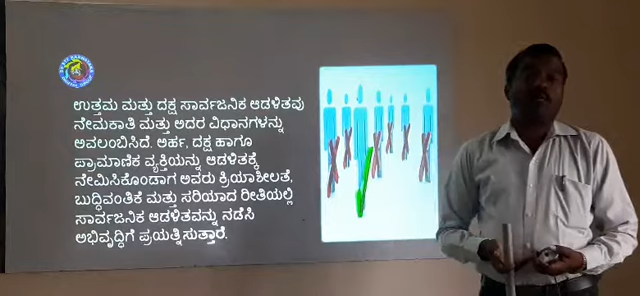 ಉತ್ತಮ ಮತ್ತು ದಕ್ಷ ಸಾರ್ವಜನಿಕ ಆಡಳಿತವು
ನೇಮಕಾತಿ ಮತ್ತು ಅದರ ವಿಧಾನಗಳನ್ನು
ಅವಲಂಬಿಸಿದೆ. ಅರ್ಹ, ದಕ್ಷ ಹಾಗೂ
ಪ್ರಾಮಾಣಿಕ ವ್ಯಕ್ತಿಯನ್ನು ಆಡಳಿತಕ್ಕೆ
ನೇಮಿಸಿಕೊಂಡಾಗ ಅವರು ಕ್ರಿಯಾಶೀಲತೆ,
ಬುದ್ಧಿವಂತಿಕೆ ಮತ್ತು ಸರಿಯಾದ ರೀತಿಯಲ್ಲಿ
ಸಾರ್ವಜನಿಕ ಆಡಳಿತವನ್ನು ನಡೆಸಿ
ಅಭಿವೃದ್ಧಿಗೆ ಪ್ರಯತ್ನಿಸುತ್ತಾರೆ.